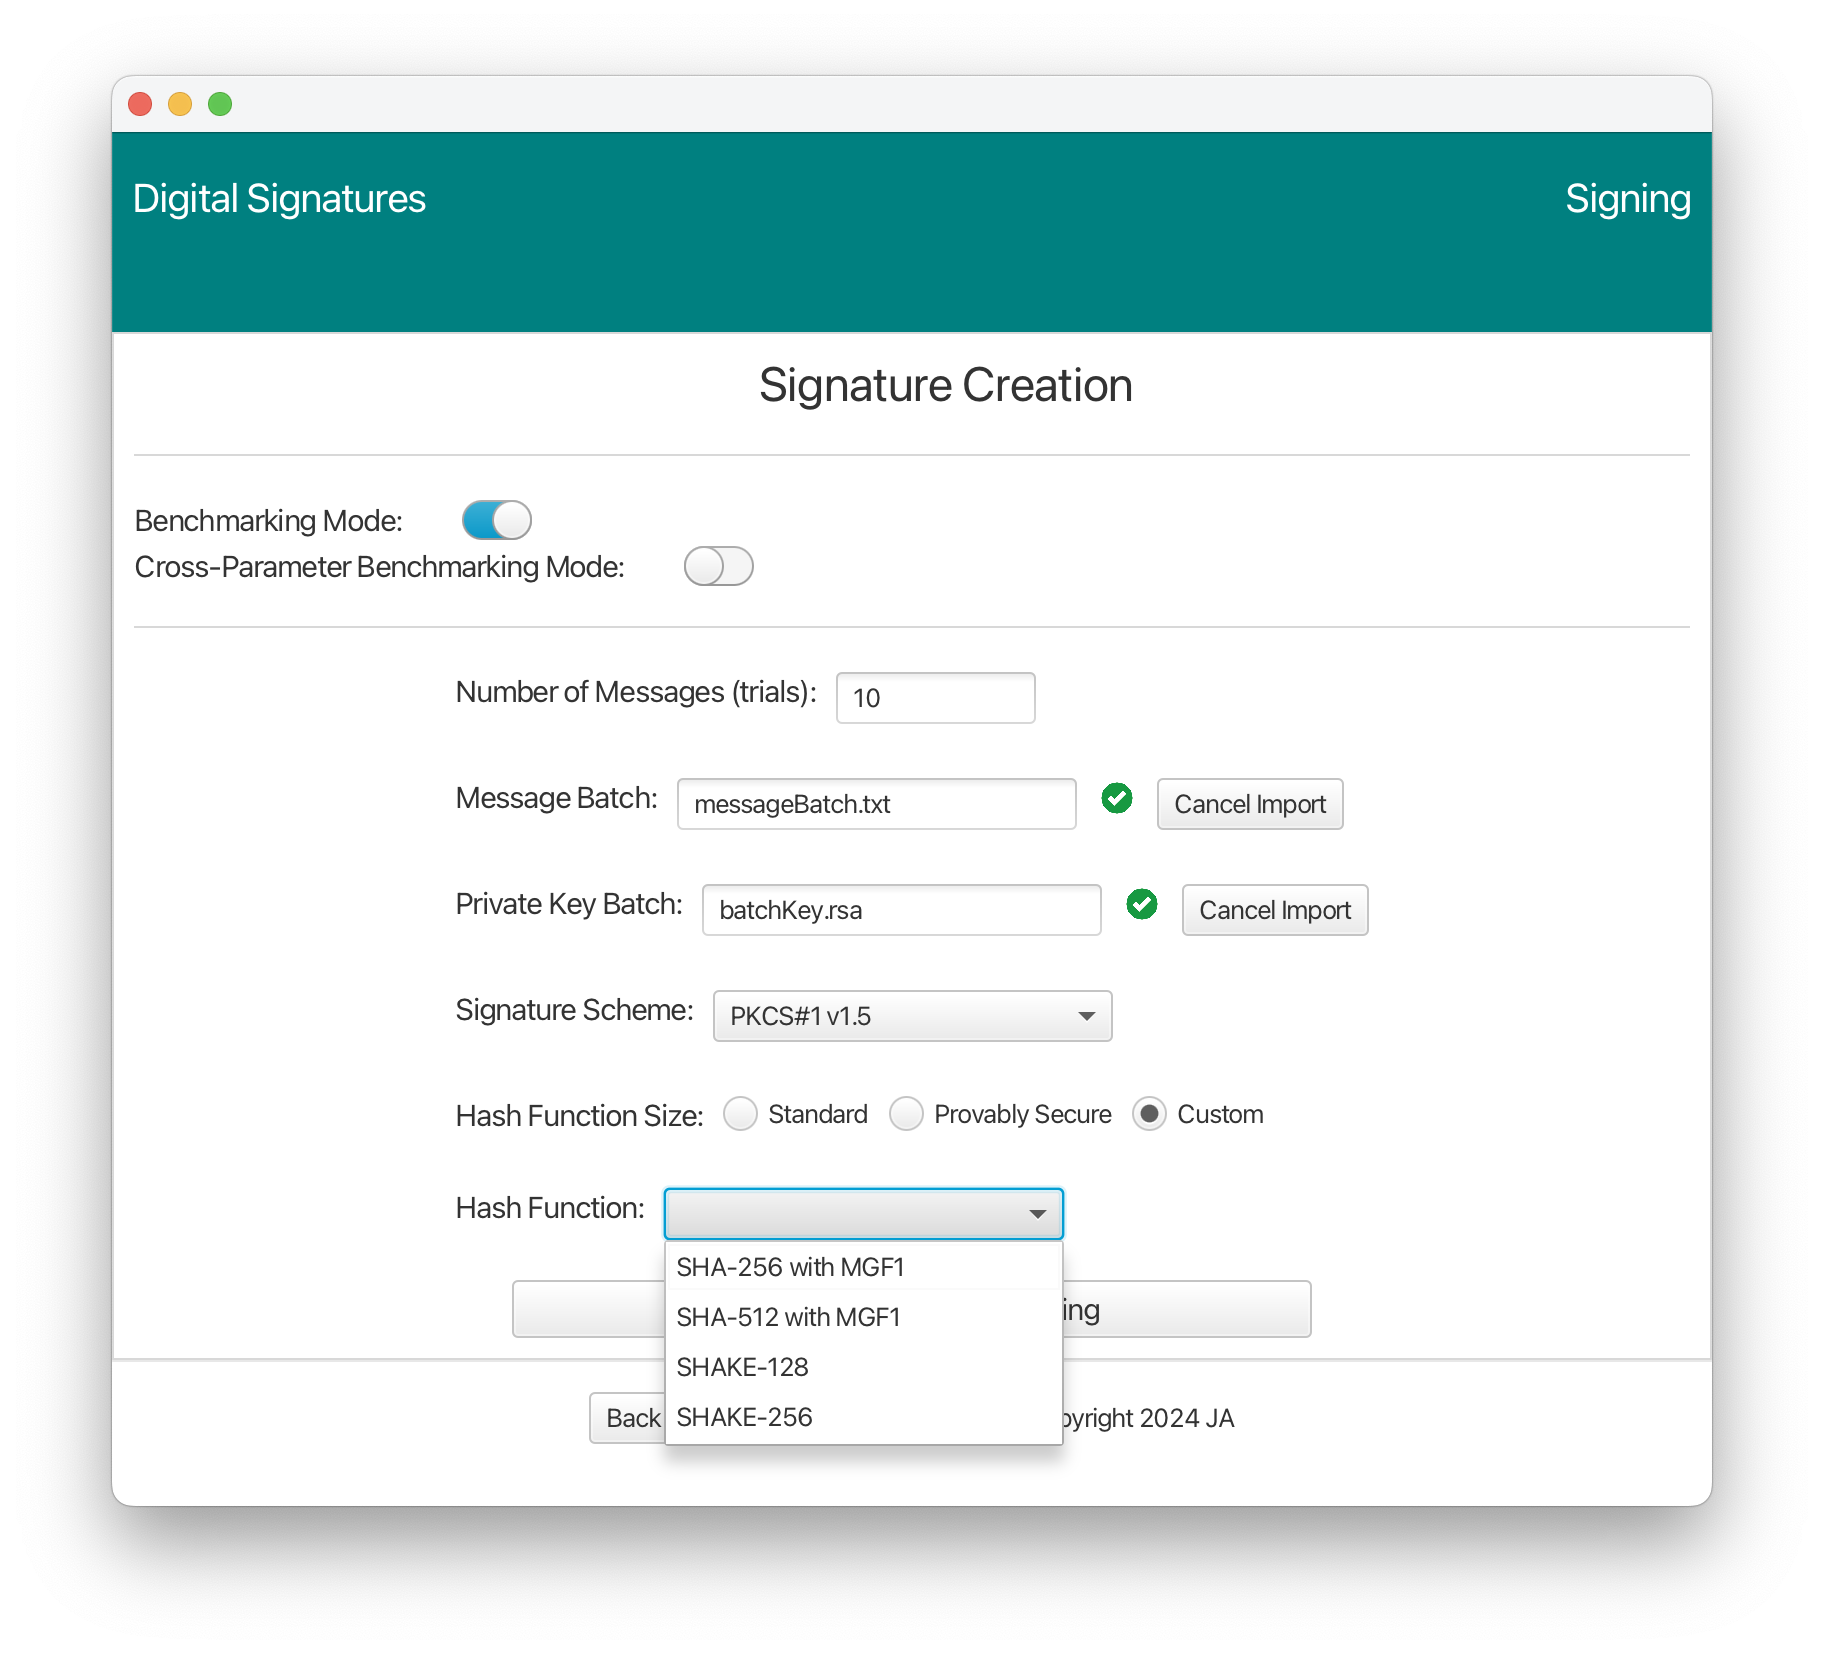 Digital Signatures
Signing
Signature Creation
Benchmarking Mode:
Cross-Parameter Benchmarking Mode:
Number of Messages (trials): 10
Message Batch: messageBatch.txt Cancel Import
Private Key Batch: batchKey.rsa Cancel Import
Signature Scheme: PKCS#1 v1.5
Hash Function Size: Standard Provably Secure Custom
Hash Function:
SHA-256 with MGF1
SHA-512 with MGF1
SHAKE-128
SHAKE-256
Back
2024 JA